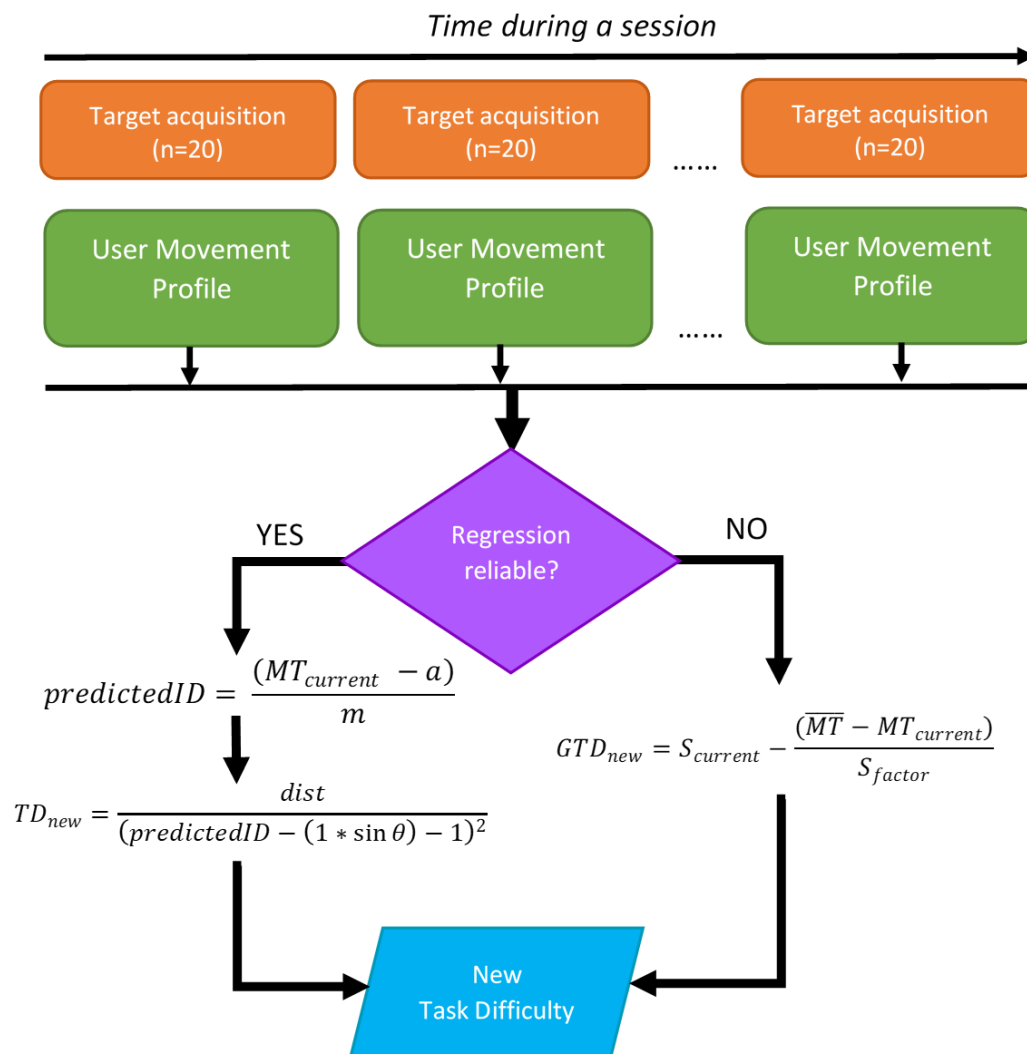 Time during a session
Target acquisition
(n=20)
Target acquisition
(n=20)
......
Target acquisition
(n=20)
User Movement
Profile
User Movement
Profile
......
User Movement
Profile
YES
Regression
reliable?
NO
predictedID = (MT_current − a) / m
GTD_new = S_current − (M̅T̅ − MT_current) / S_factor
TD_new = dist / (predictedID − (1 * sin θ) − 1)²
New
Task Difficulty